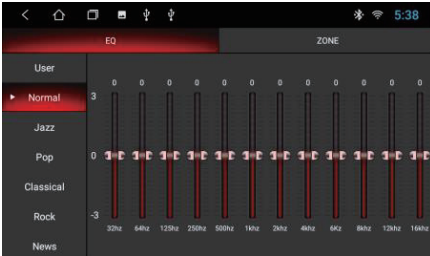 5:38
EQ ZONE
User
0 0 0 0 0 0 0 0 0 0 0 0
Normal
3
Jazz
Pop
0
Classical
Rock
-3
32hz 64hz 125hz 250hz 500hz 1khz 2khz 4khz 6Kz 8khz 12khz 16khz
News